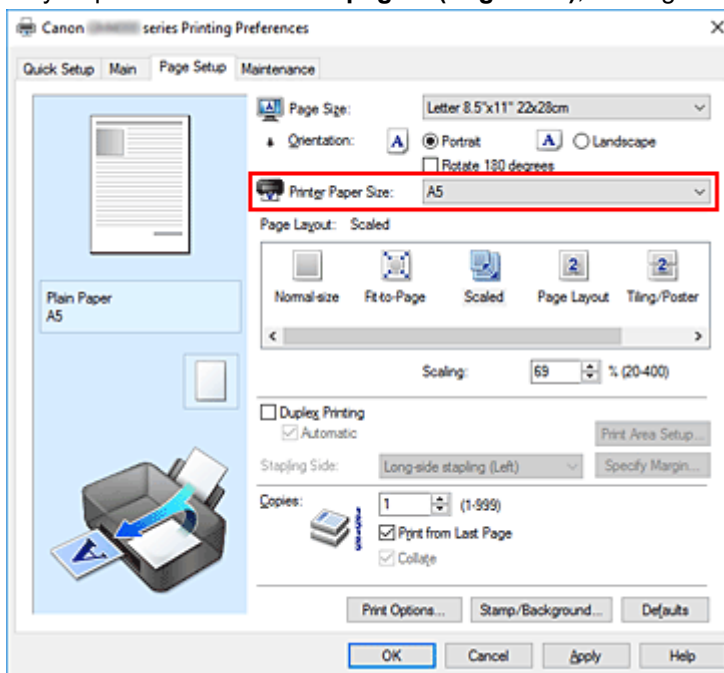 Canon series Printing Preferences
Quick Setup Main Page Setup Maintenance
Page Size: Letter 8.5"x11" 22x28cm
Orientation: A Portrait A Landscape
Rotate 180 degrees
Printer Paper Size: A5
Page Layout: Scaled
Normal-size Fit-to-Page Scaled Page Layout Tiling/Poster
Plain Paper
A5
Scaling: 69 % (20-400)
Duplex Printing
Automatic
Print Area Setup...
Stapling Side: Long-side stapling (Left) Specify Margin...
Copies: 1 (1-999)
Print from Last Page
Collate
Print Options... Stamp/Background... Defaults
OK Cancel Apply Help